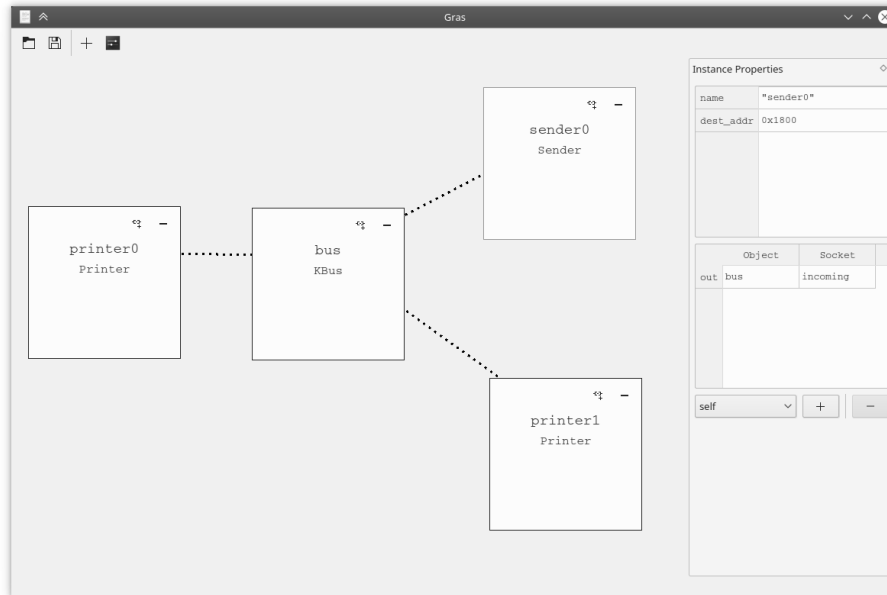 Gras
Instance Properties
name "sender0"
dest_addr 0x1800
sender0
Sender
printer0
Printer
bus
KBus
Object Socket
out bus incoming
self
printer1
Printer